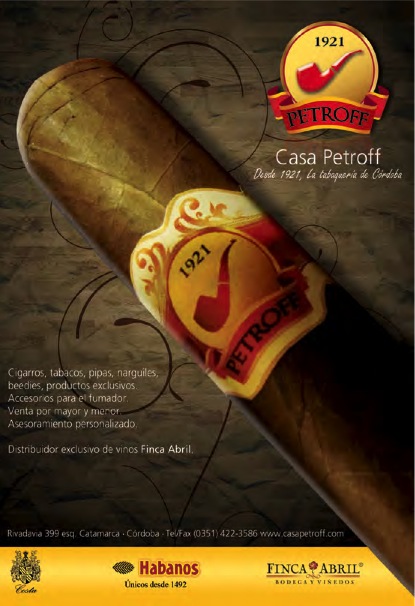 1921
PETROFF
Casa Petroff
Desde 1921, La tabaquería de Córdoba
1921
PETROFF
Cigarros, tabacos, pipas, narguiles,
beedies, productos exclusivos.
Accesorios para el fumador.
Venta por mayor y menor.
Asesoramiento personalizado.
Distribuidor exclusivo de vinos Finca Abril.
Rivadavia 399 esq. Catamarca · Córdoba · Tel/Fax (0351) 422-3586 www.casapetroff.com
Costa
Habanos
Únicos desde 1492
FINCA ABRIL®
BODEGA Y VIÑEDOS